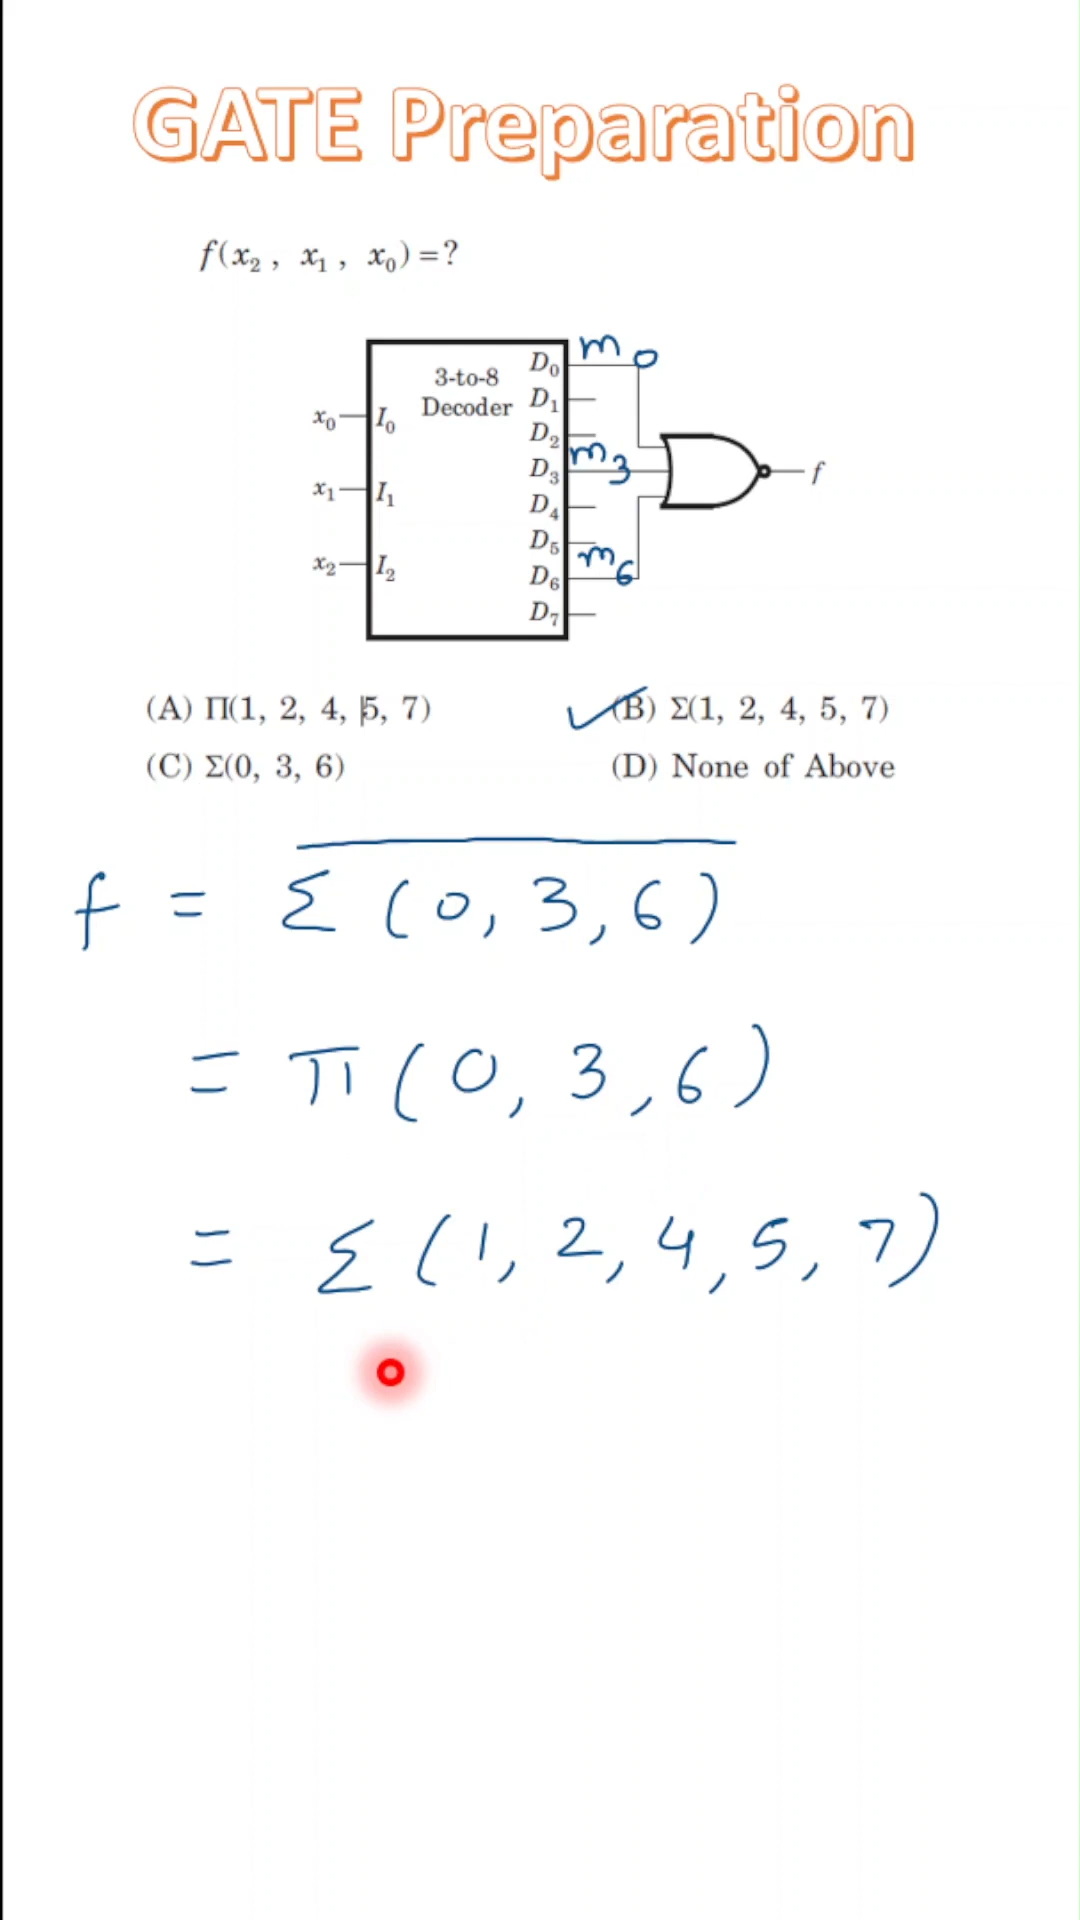 GATE Preparation
f(x₂ , x₁ , x₀) = ?
m₀
D₀
3-to-8
Decoder
D₁
x₀
I₀
D₂
m₃
D₃
f
x₁
I₁
D₄
D₅
m₆
x₂
I₂
D₆
D₇
(A) Π(1, 2, 4, 5, 7) (B) Σ(1, 2, 4, 5, 7)
(C) Σ(0, 3, 6) (D) None of Above
f = Σ (0, 3, 6)
= Π (0, 3, 6)
= Σ (1, 2, 4, 5, 7)